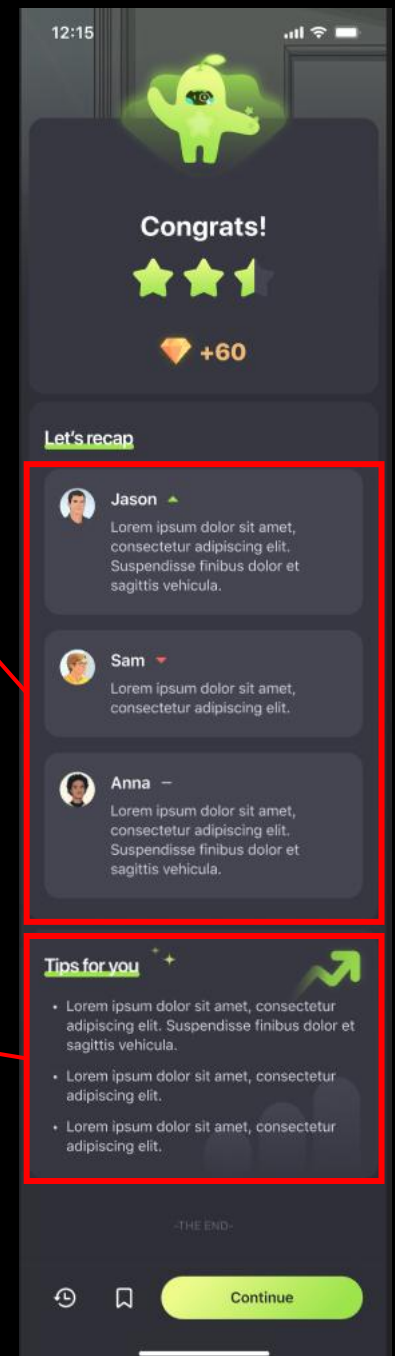 12:15
Congrats!
+60
Let's recap
Jason
Lorem ipsum dolor sit amet,
consectetur adipiscing elit.
Suspendisse finibus dolor et
sagittis vehicula.
Sam
Lorem ipsum dolor sit amet,
consectetur adipiscing elit.
Anna –
Lorem ipsum dolor sit amet,
consectetur adipiscing elit.
Suspendisse finibus dolor et
sagittis vehicula.
Tips for you
• Lorem ipsum dolor sit amet, consectetur
adipiscing elit. Suspendisse finibus dolor et
sagittis vehicula.
• Lorem ipsum dolor sit amet, consectetur
adipiscing elit.
• Lorem ipsum dolor sit amet, consectetur
adipiscing elit.
-THE END-
Continue